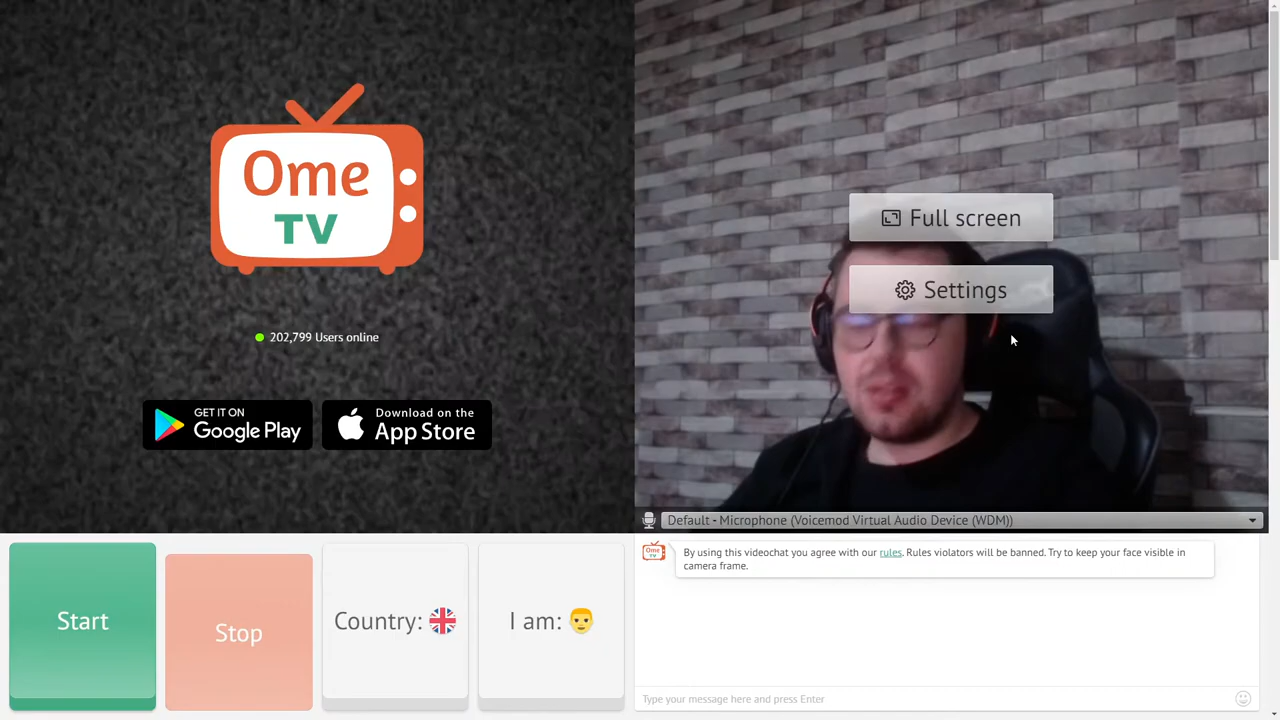 Ome
TV
202,799 Users online
GET IT ON
Google Play
Download on the
App Store
Full screen
Settings
Default - Microphone (Voicemod Virtual Audio Device (WDM))
Start
Stop
Country:
I am:
Ome
TV
By using this videochat you agree with our rules. Rules violators will be banned. Try to keep your face visible in
camera frame.
Type your message here and press Enter